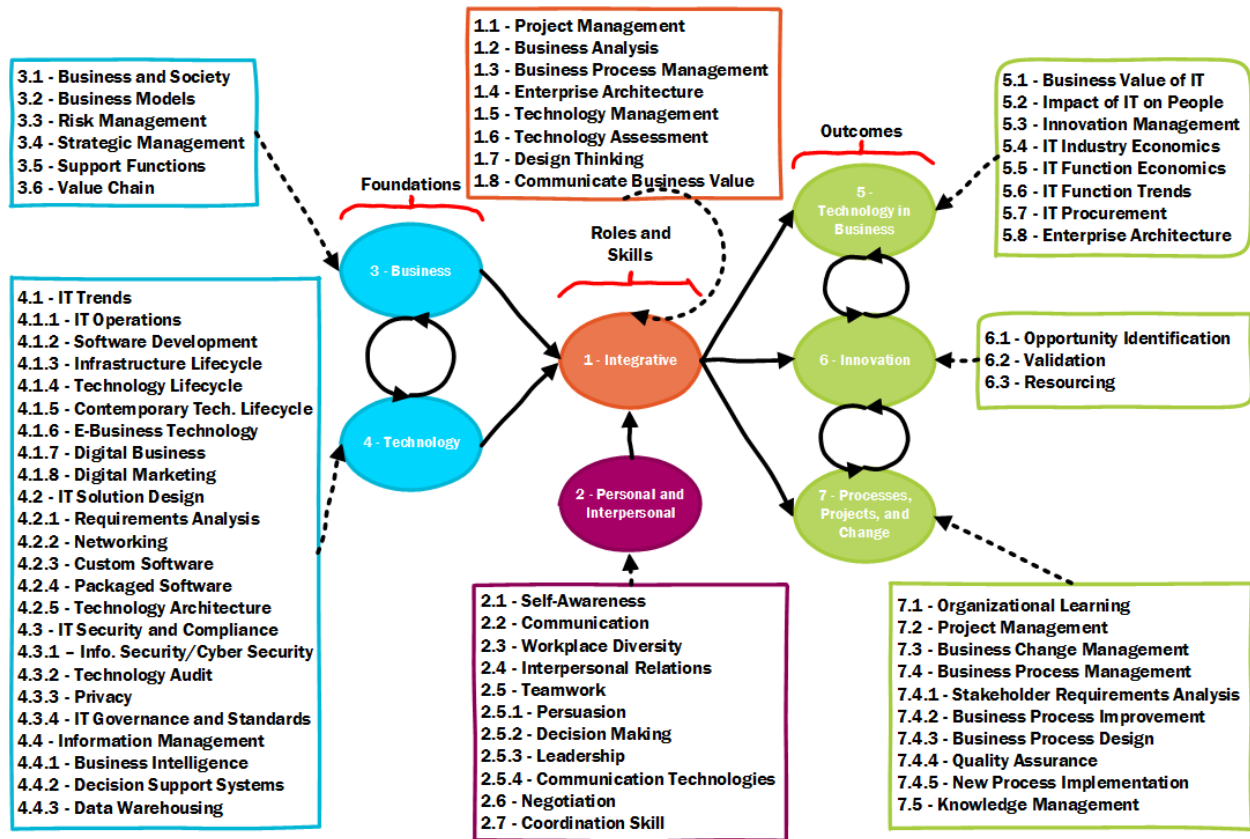 1.1 - Project Management
1.2 - Business Analysis
1.3 - Business Process Management
1.4 - Enterprise Architecture
1.5 - Technology Management
1.6 - Technology Assessment
1.7 - Design Thinking
1.8 - Communicate Business Value
3.1 - Business and Society
3.2 - Business Models
3.3 - Risk Management
3.4 - Strategic Management
3.5 - Support Functions
3.6 - Value Chain
5.1 - Business Value of IT
5.2 - Impact of IT on People
5.3 - Innovation Management
5.4 - IT Industry Economics
5.5 - IT Function Economics
5.6 - IT Function Trends
5.7 - IT Procurement
5.8 - Enterprise Architecture
Foundations
Roles and
Skills
Outcomes
3 - Business
4 - Technology
1 - Integrative
2 - Personal and
Interpersonal
5 -
Technology in
Business
6 - Innovation
7 - Processes,
Projects, and
Change
4.1 - IT Trends
4.1.1 - IT Operations
4.1.2 - Software Development
4.1.3 - Infrastructure Lifecycle
4.1.4 - Technology Lifecycle
4.1.5 - Contemporary Tech. Lifecycle
4.1.6 - E-Business Technology
4.1.7 - Digital Business
4.1.8 - Digital Marketing
4.2 - IT Solution Design
4.2.1 - Requirements Analysis
4.2.2 - Networking
4.2.3 - Custom Software
4.2.4 - Packaged Software
4.2.5 - Technology Architecture
4.3 - IT Security and Compliance
4.3.1 – Info. Security/Cyber Security
4.3.2 - Technology Audit
4.3.3 - Privacy
4.3.4 - IT Governance and Standards
4.4 - Information Management
4.4.1 - Business Intelligence
4.4.2 - Decision Support Systems
4.4.3 - Data Warehousing
6.1 - Opportunity Identification
6.2 - Validation
6.3 - Resourcing
2.1 - Self-Awareness
2.2 - Communication
2.3 - Workplace Diversity
2.4 - Interpersonal Relations
2.5 - Teamwork
2.5.1 - Persuasion
2.5.2 - Decision Making
2.5.3 - Leadership
2.5.4 - Communication Technologies
2.6 - Negotiation
2.7 - Coordination Skill
7.1 - Organizational Learning
7.2 - Project Management
7.3 - Business Change Management
7.4 - Business Process Management
7.4.1 - Stakeholder Requirements Analysis
7.4.2 - Business Process Improvement
7.4.3 - Business Process Design
7.4.4 - Quality Assurance
7.4.5 - New Process Implementation
7.5 - Knowledge Management